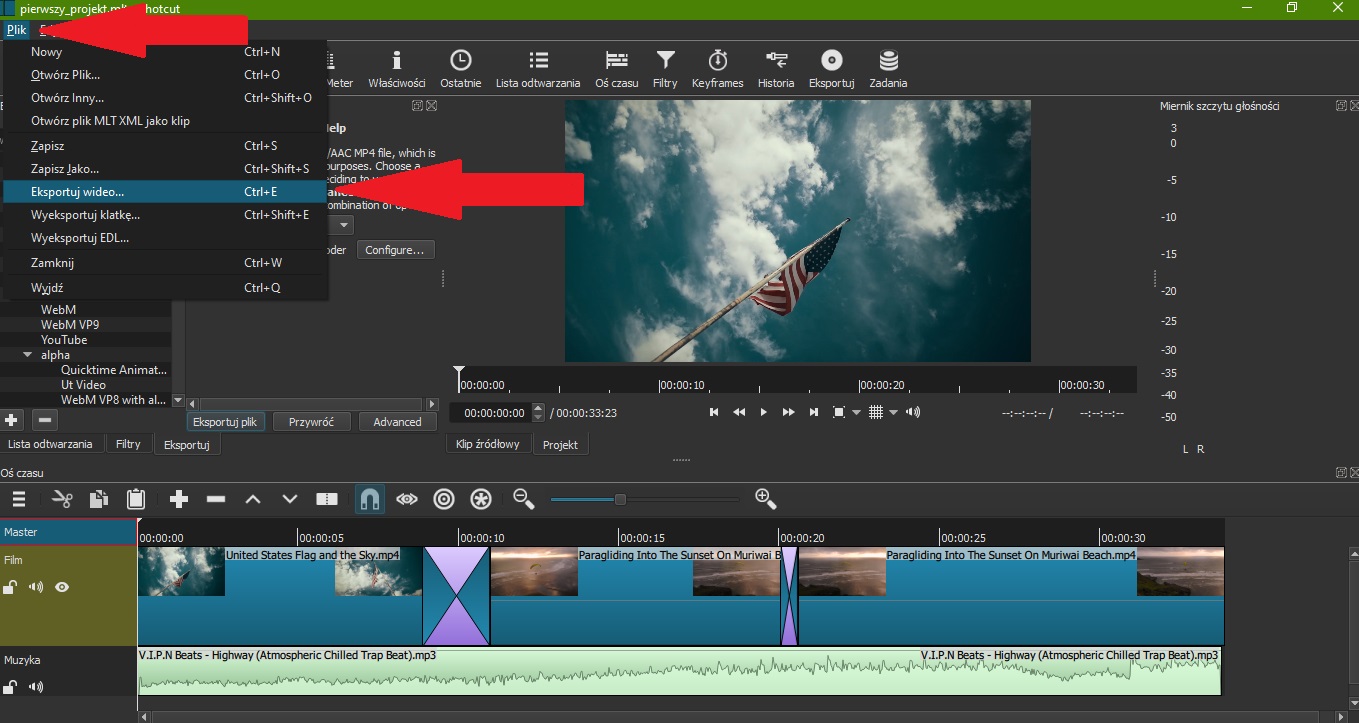 pierwszy_projekt.ml hotcut
Plik
Nowy Ctrl+N
Otwórz Plik... Ctrl+O
Otwórz Inny... Ctrl+Shift+O
Otwórz plik MLT XML jako klip
Zapisz Ctrl+S
Zapisz Jako... Ctrl+Shift+S
Eksportuj wideo... Ctrl+E
Wyeksportuj klatkę... Ctrl+Shift+E
Wyeksportuj EDL...
Zamknij Ctrl+W
Wyjdź Ctrl+Q
Meter Właściwości Ostatnie Lista odtwarzania Oś czasu Filtry Keyframes Historia Eksportuj Zadania
Help
/AAC MP4 file, which is
purposes. Choose a
ciding to
ombination of op
oder Configure...
WebM
WebM VP9
YouTube
alpha
Quicktime Animat...
Ut Video
WebM VP8 with al...
Eksportuj plik Przywróć Advanced
Lista odtwarzania Filtry Eksportuj
00:00:00 00:00:10 00:00:20 00:00:30
00:00:00:00 / 00:00:33:23 --:--:--:-- / --:--:--:--
Klip źródłowy Projekt
Miernik szczytu głośności
3
0
-5
-10
-15
-20
-25
-30
-35
-40
-50
L R
Oś czasu
Master
00:00:00 00:00:05 00:00:10 00:00:15 00:00:20 00:00:25 00:00:30
Film
United States Flag and the Sky.mp4 Paragliding Into The Sunset On Muriwai B Paragliding Into The Sunset On Muriwai Beach.mp4
Muzyka
V.I.P.N Beats - Highway (Atmospheric Chilled Trap Beat).mp3 V.I.P.N Beats - Highway (Atmospheric Chilled Trap Beat).mp3